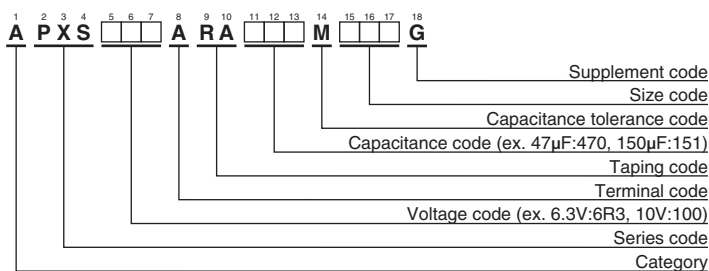 1 2 3 4 5 6 7 8 9 10 11 12 13 14 15 16 17 18
A P X S □□□ A R A □□□ M □□□ G
Supplement code
Size code
Capacitance tolerance code
Capacitance code (ex. 47µF:470, 150µF:151)
Taping code
Terminal code
Voltage code (ex. 6.3V:6R3, 10V:100)
Series code
Category